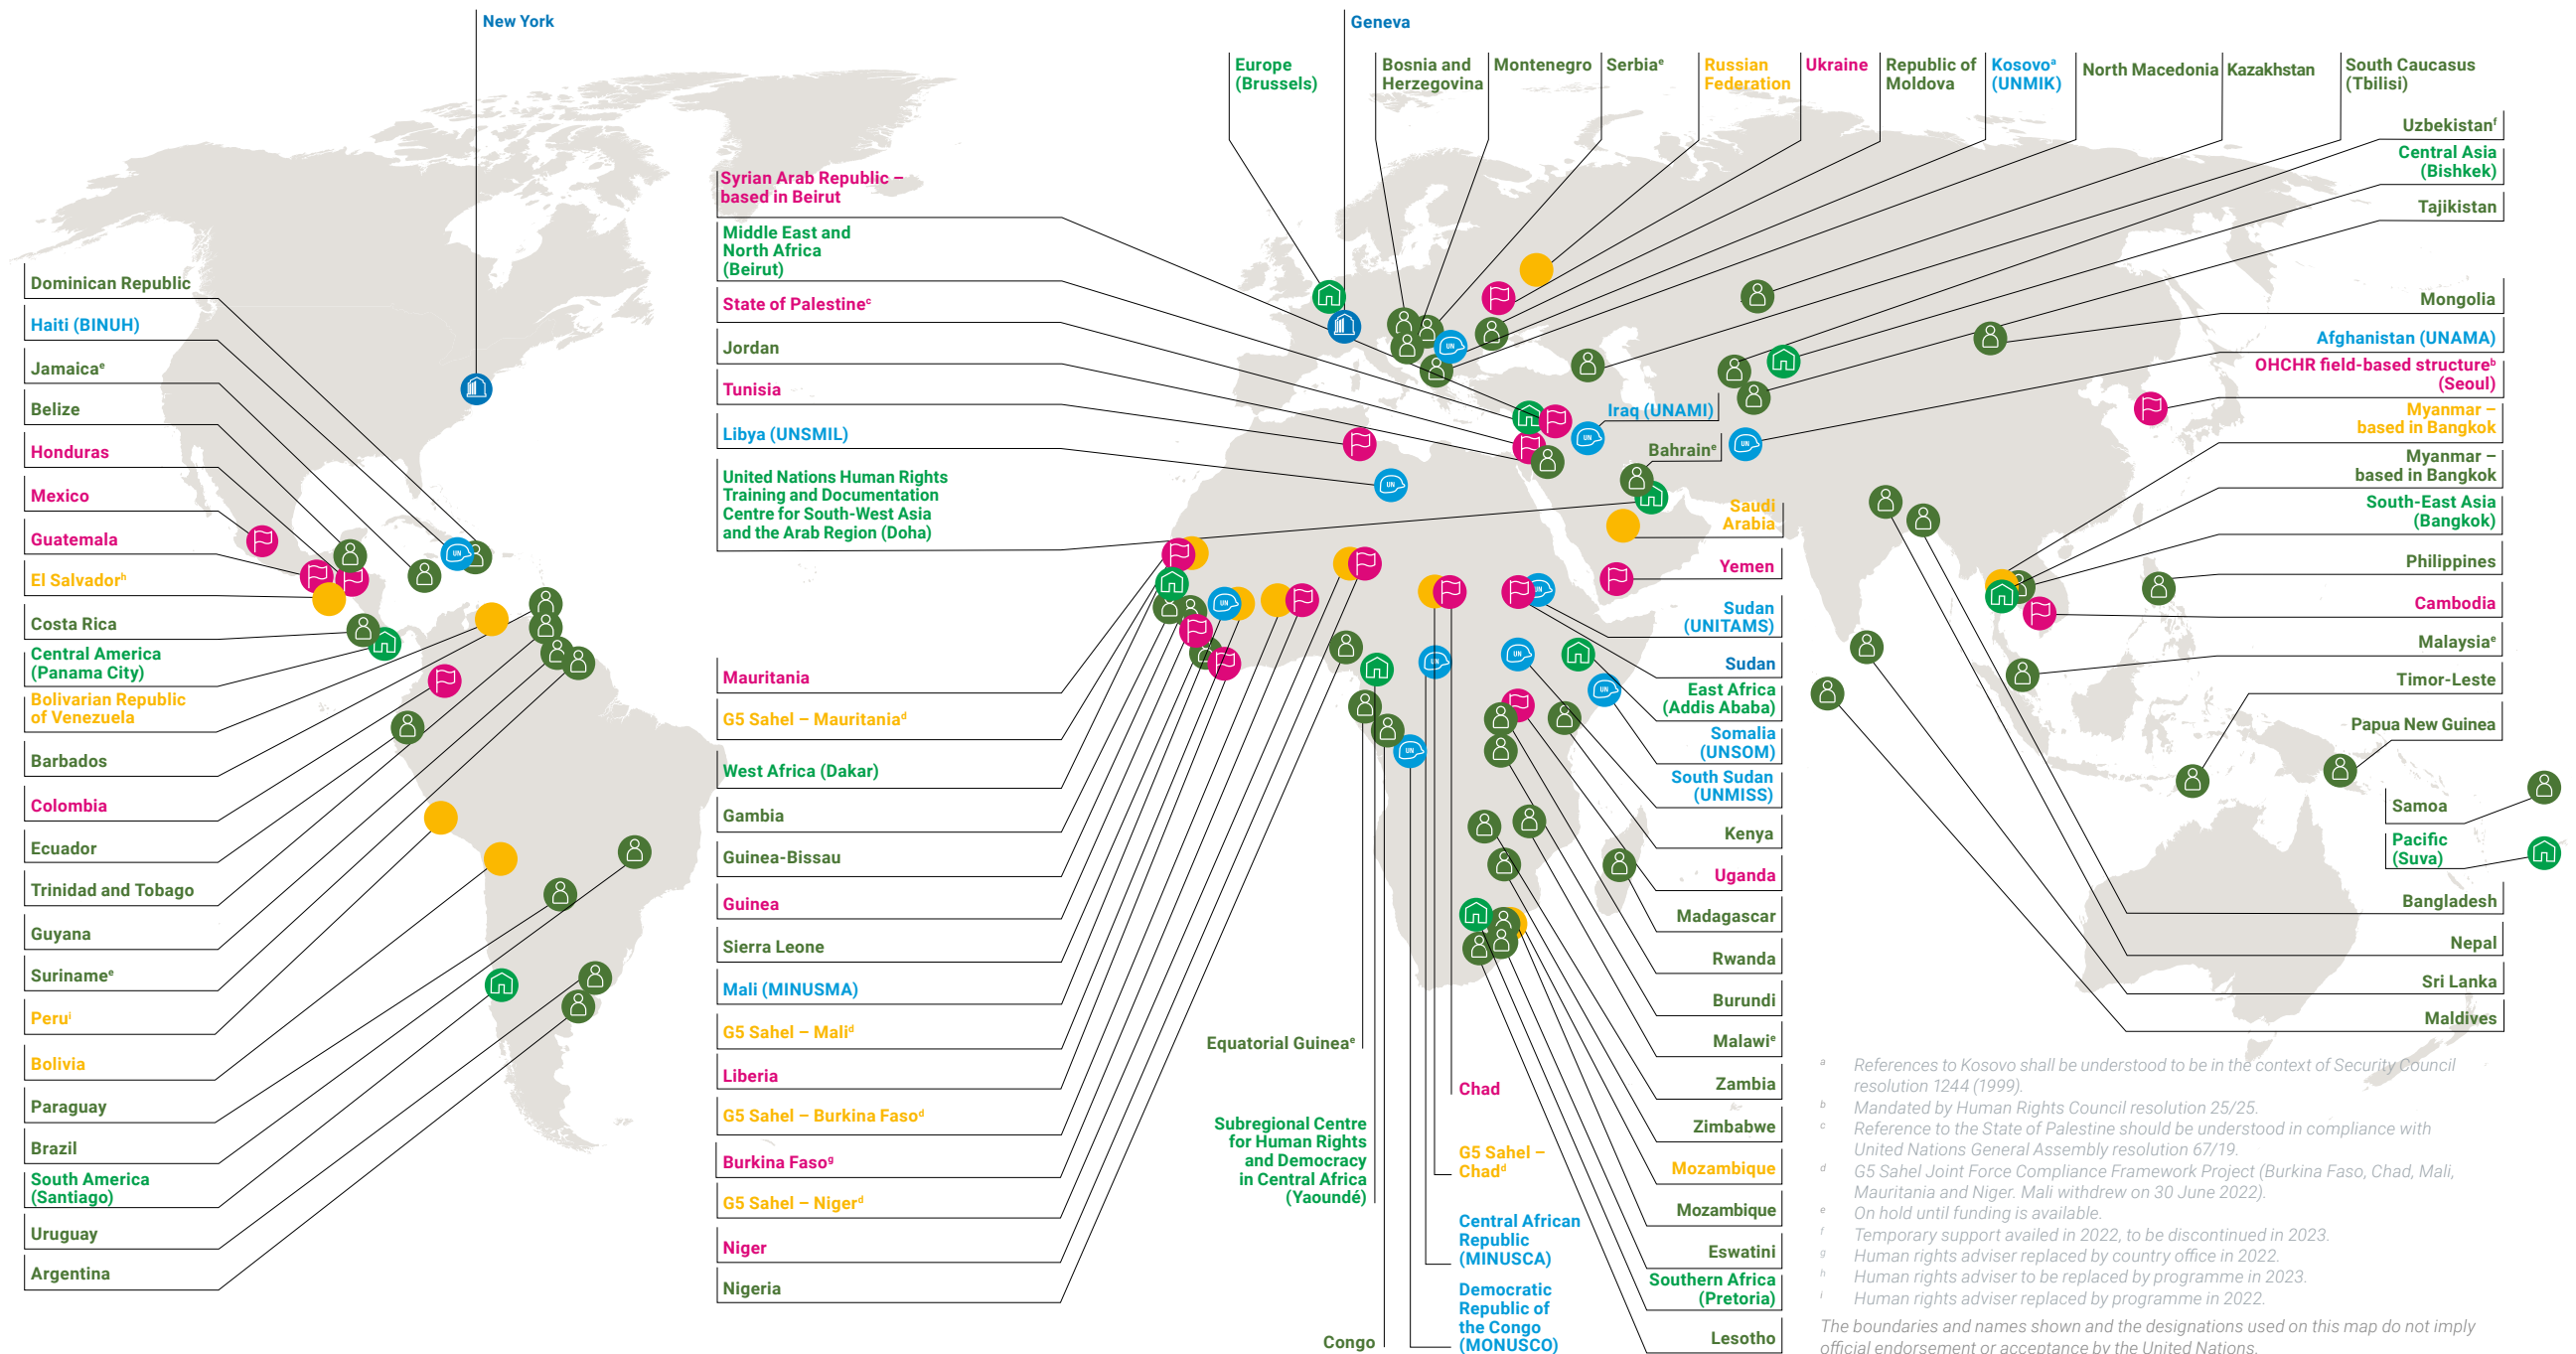 New York
Geneva
Europe
(Brussels)
Bosnia and
Herzegovina
Montenegro
Serbiaᵉ
Russian
Federation
Ukraine
Republic of
Moldova
Kosovoᵃ
(UNMIK)
North Macedonia
Kazakhstan
South Caucasus
(Tbilisi)
Uzbekistanᶠ
Central Asia
(Bishkek)
Tajikistan
Mongolia
Afghanistan (UNAMA)
OHCHR field-based structureᵇ
(Seoul)
Myanmar –
based in Bangkok
Myanmar –
based in Bangkok
South-East Asia
(Bangkok)
Philippines
Cambodia
Malaysiaᵉ
Timor-Leste
Papua New Guinea
Samoa
Pacific
(Suva)
Bangladesh
Nepal
Sri Lanka
Maldives
Dominican Republic
Haiti (BINUH)
Jamaicaᵉ
Belize
Honduras
Mexico
Guatemala
El Salvadorʰ
Costa Rica
Central America
(Panama City)
Bolivarian Republic
of Venezuela
Barbados
Colombia
Ecuador
Trinidad and Tobago
Guyana
Surinameᵉ
Peruⁱ
Bolivia
Paraguay
Brazil
South America
(Santiago)
Uruguay
Argentina
Syrian Arab Republic –
based in Beirut
Middle East and
North Africa
(Beirut)
State of Palestineᶜ
Jordan
Tunisia
Libya (UNSMIL)
United Nations Human Rights
Training and Documentation
Centre for South-West Asia
and the Arab Region (Doha)
Mauritania
G5 Sahel – Mauritaniaᵈ
West Africa (Dakar)
Gambia
Guinea-Bissau
Guinea
Sierra Leone
Mali (MINUSMA)
G5 Sahel – Maliᵈ
Liberia
G5 Sahel – Burkina Fasoᵈ
Burkina Fasoᵍ
G5 Sahel – Nigerᵈ
Niger
Nigeria
Iraq (UNAMI)
Bahrainᵉ
Saudi
Arabia
Yemen
Sudan
(UNITAMS)
Sudan
East Africa
(Addis Ababa)
Somalia
(UNSOM)
South Sudan
(UNMISS)
Kenya
Uganda
Madagascar
Rwanda
Burundi
Malawiᵉ
Zambia
Zimbabwe
Mozambique
Mozambique
Eswatini
Southern Africa
(Pretoria)
Lesotho
Equatorial Guineaᵉ
Subregional Centre
for Human Rights
and Democracy
in Central Africa
(Yaoundé)
Congo
Chad
G5 Sahel –
Chadᵈ
Central African
Republic
(MINUSCA)
Democratic
Republic of
the Congo
(MONUSCO)
UN
UN
UN
UN
UN
UN
UN
UN
UN
UN
UN
ᵃ References to Kosovo shall be understood to be in the context of Security Council
resolution 1244 (1999).
ᵇ Mandated by Human Rights Council resolution 25/25.
ᶜ Reference to the State of Palestine should be understood in compliance with
United Nations General Assembly resolution 67/19.
ᵈ G5 Sahel Joint Force Compliance Framework Project (Burkina Faso, Chad, Mali,
Mauritania and Niger. Mali withdrew on 30 June 2022).
ᵉ On hold until funding is available.
ᶠ Temporary support availed in 2022, to be discontinued in 2023.
ᵍ Human rights adviser replaced by country office in 2022.
ʰ Human rights adviser to be replaced by programme in 2023.
ⁱ Human rights adviser replaced by programme in 2022.
The boundaries and names shown and the designations used on this map do not imply
official endorsement or acceptance by the United Nations.